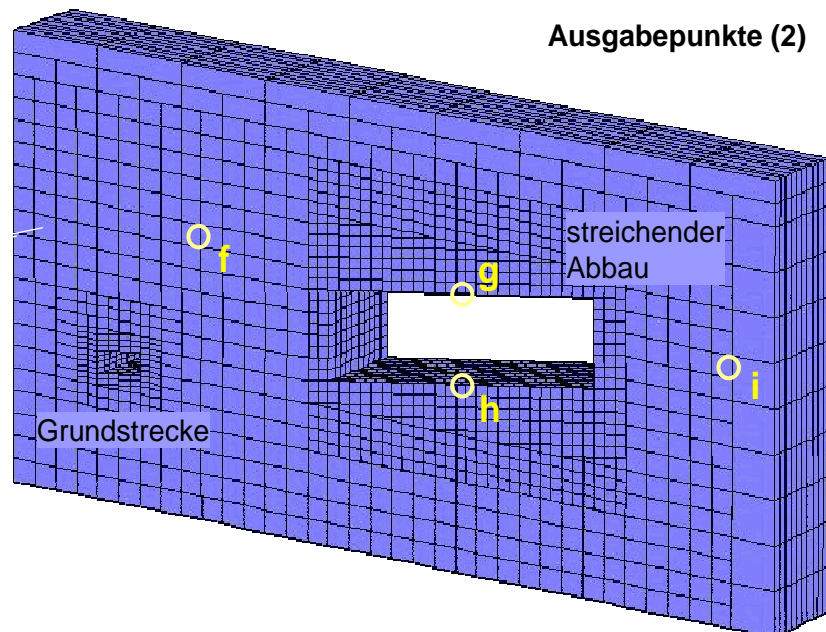 Ausgabepunkte (2)
streichender
Abbau
f
g
i
h
Grundstrecke